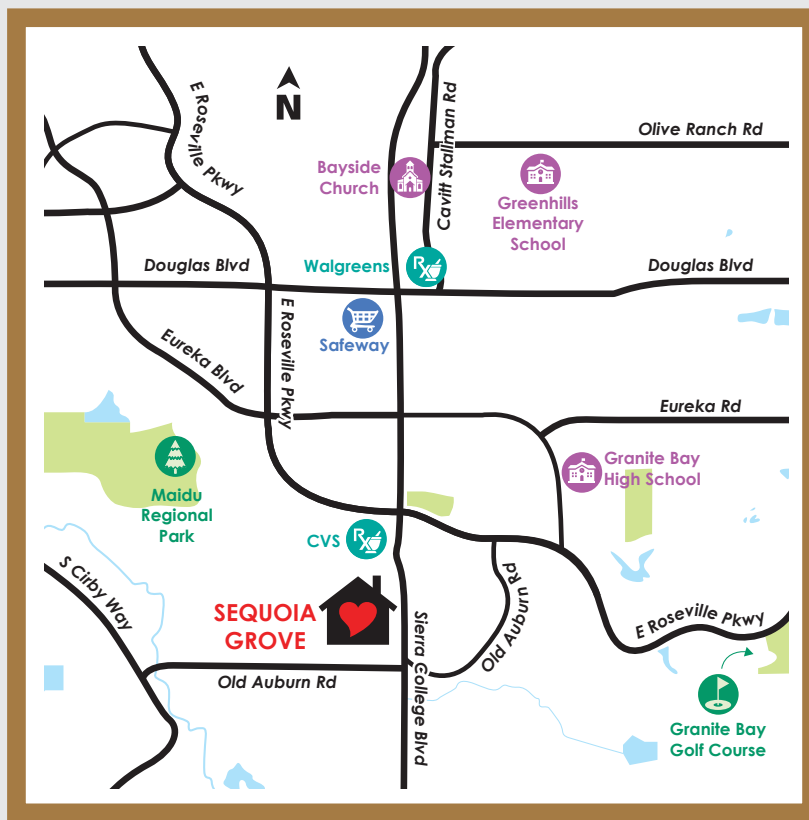 E Roseville Pkwy
N
Cavitt Stallman Rd
Olive Ranch Rd
Bayside
Church
Greenhills
Elementary
School
Douglas Blvd
Walgreens
Rx
Douglas Blvd
Safeway
E Roseville Pkwy
Eureka Blvd
Eureka Rd
Maidu
Regional
Park
Granite Bay
High School
CVS
Rx
S Cirby Way
SEQUOIA
GROVE
Old Auburn Rd
Sierra College Blvd
Old Auburn Rd
E Roseville Pkwy
Granite Bay
Golf Course